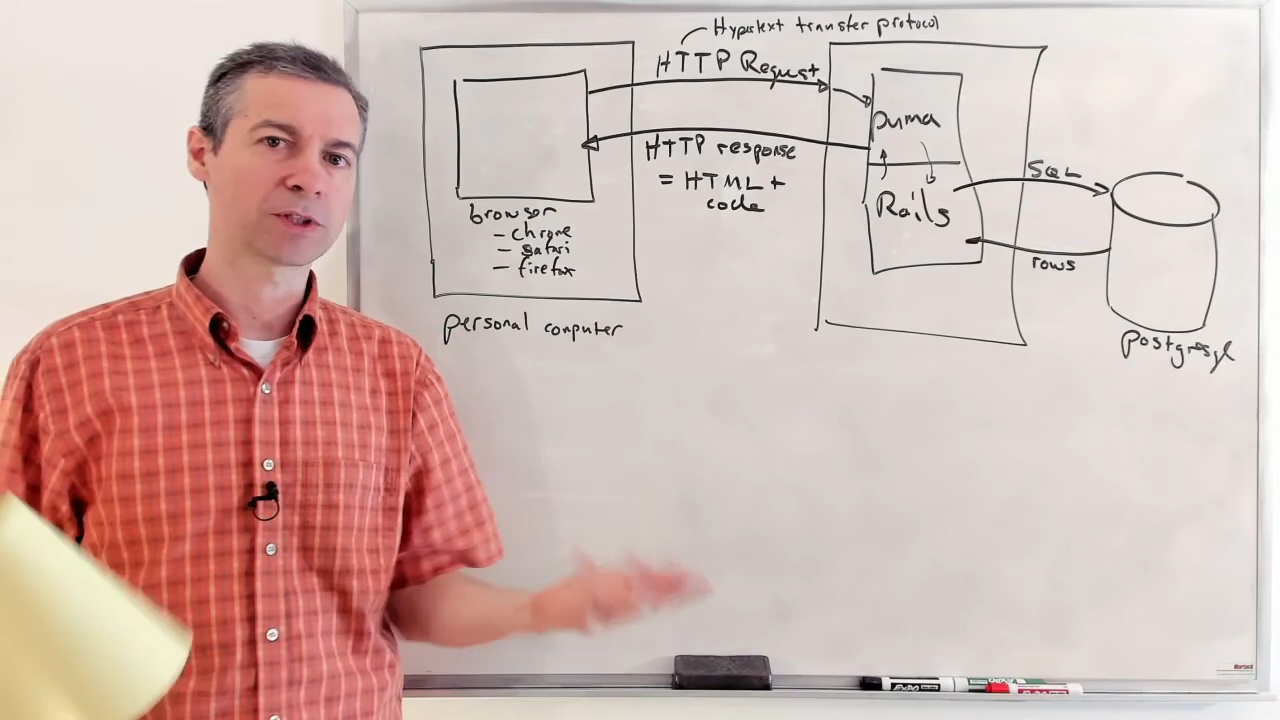 Hypertext transfer protocol
HTTP Request
HTTP response
= HTML +
code
browser
- chrome
- safari
- firefox
personal computer
puma
Rails
SQL
rows
postgresql
EXPO